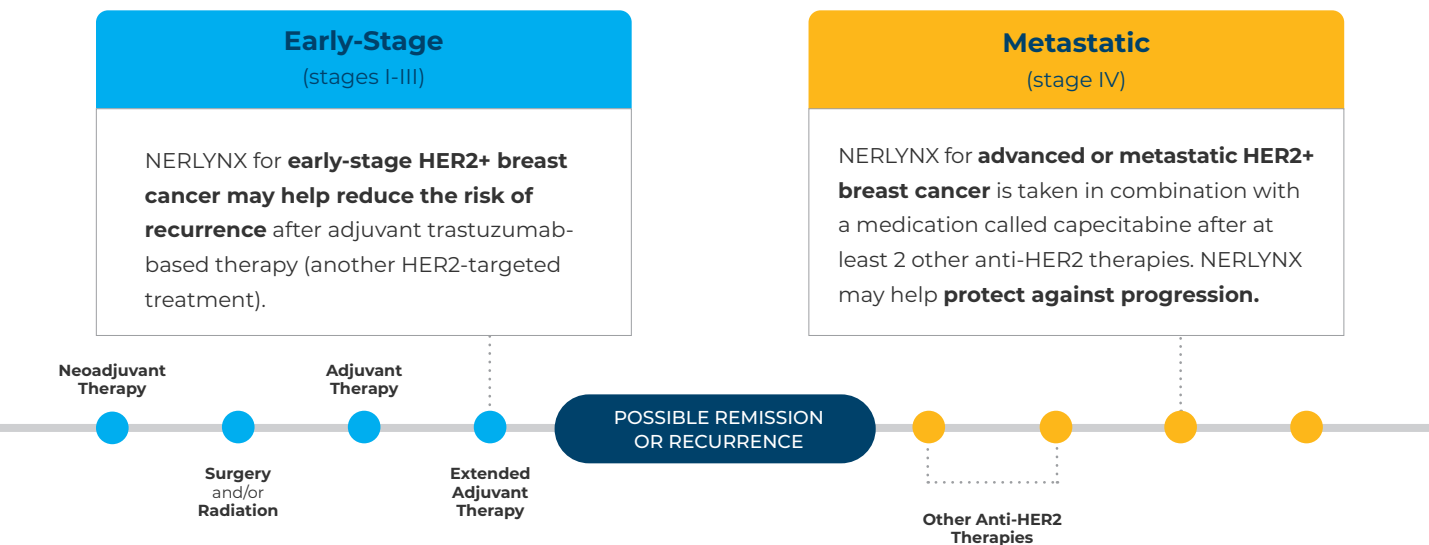 Early-Stage
(stages I-III)
NERLYNX for early-stage HER2+ breast
cancer may help reduce the risk of
recurrence after adjuvant trastuzumab-
based therapy (another HER2-targeted
treatment).
Metastatic
(stage IV)
NERLYNX for advanced or metastatic HER2+
breast cancer is taken in combination with
a medication called capecitabine after at
least 2 other anti-HER2 therapies. NERLYNX
may help protect against progression.
Neoadjuvant
Therapy
Surgery
and/or
Radiation
Adjuvant
Therapy
Extended
Adjuvant
Therapy
POSSIBLE REMISSION
OR RECURRENCE
Other Anti-HER2
Therapies